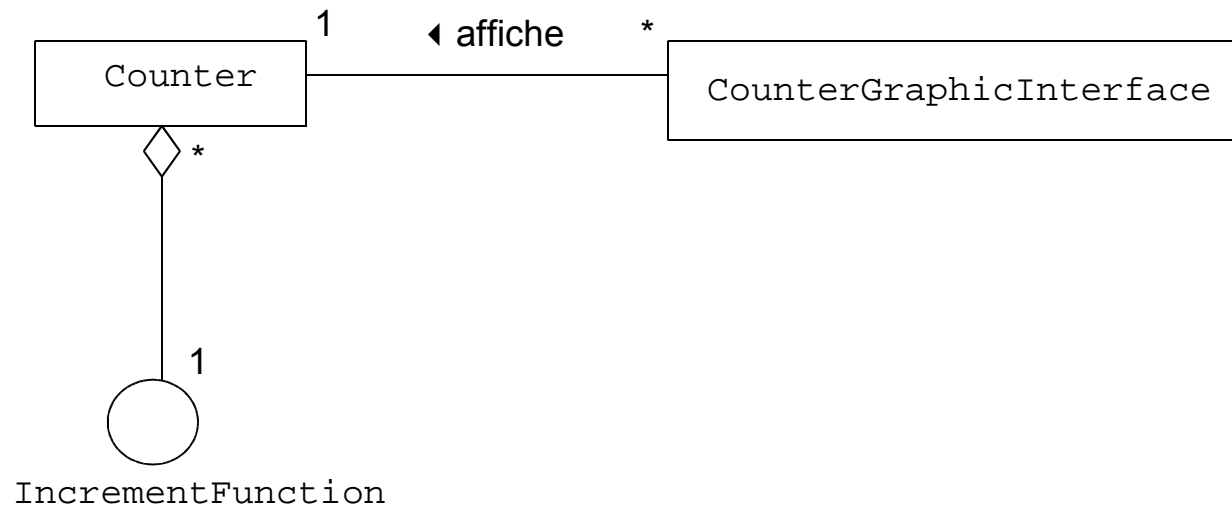 1 ◀ affiche *
Counter
CounterGraphicInterface
*
1
IncrementFunction